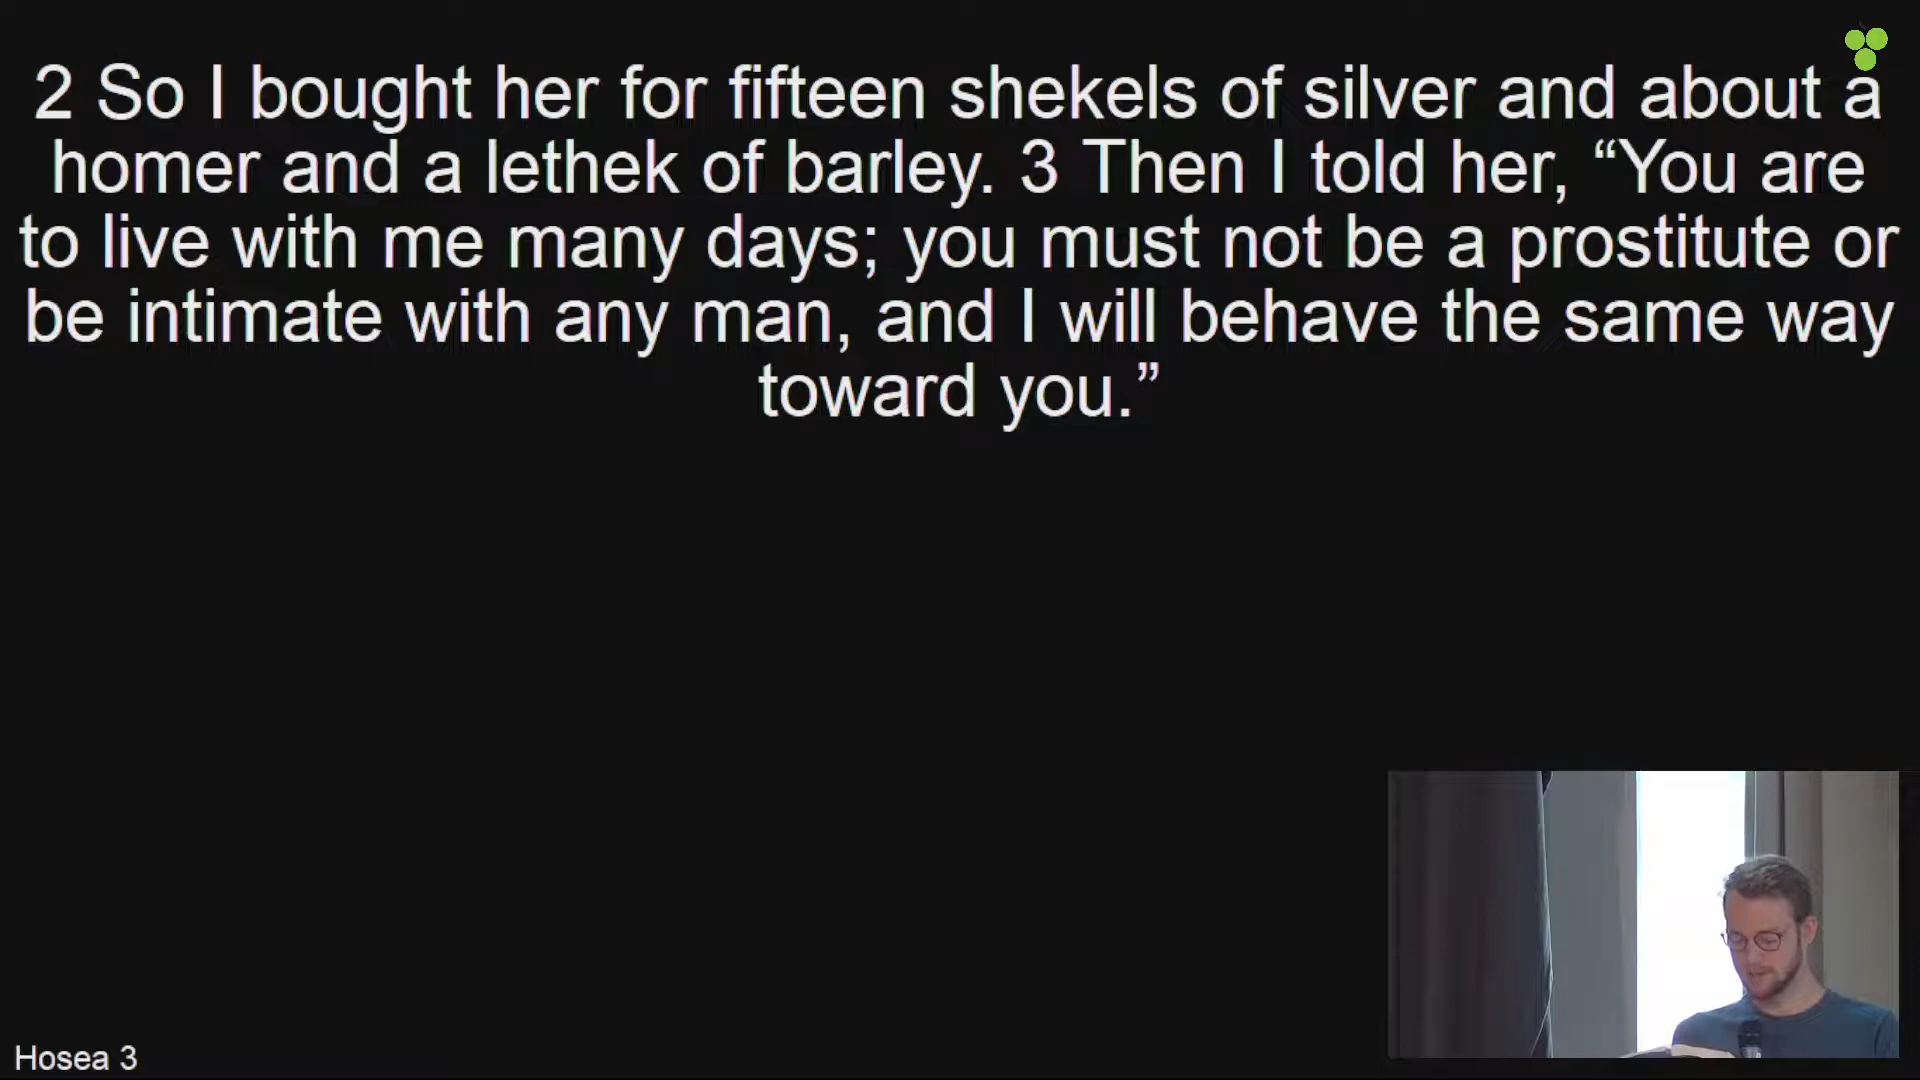 2 So I bought her for fifteen shekels of silver and about a
homer and a lethek of barley. 3 Then I told her, “You are
to live with me many days; you must not be a prostitute or
be intimate with any man, and I will behave the same way
toward you.”
Hosea 3